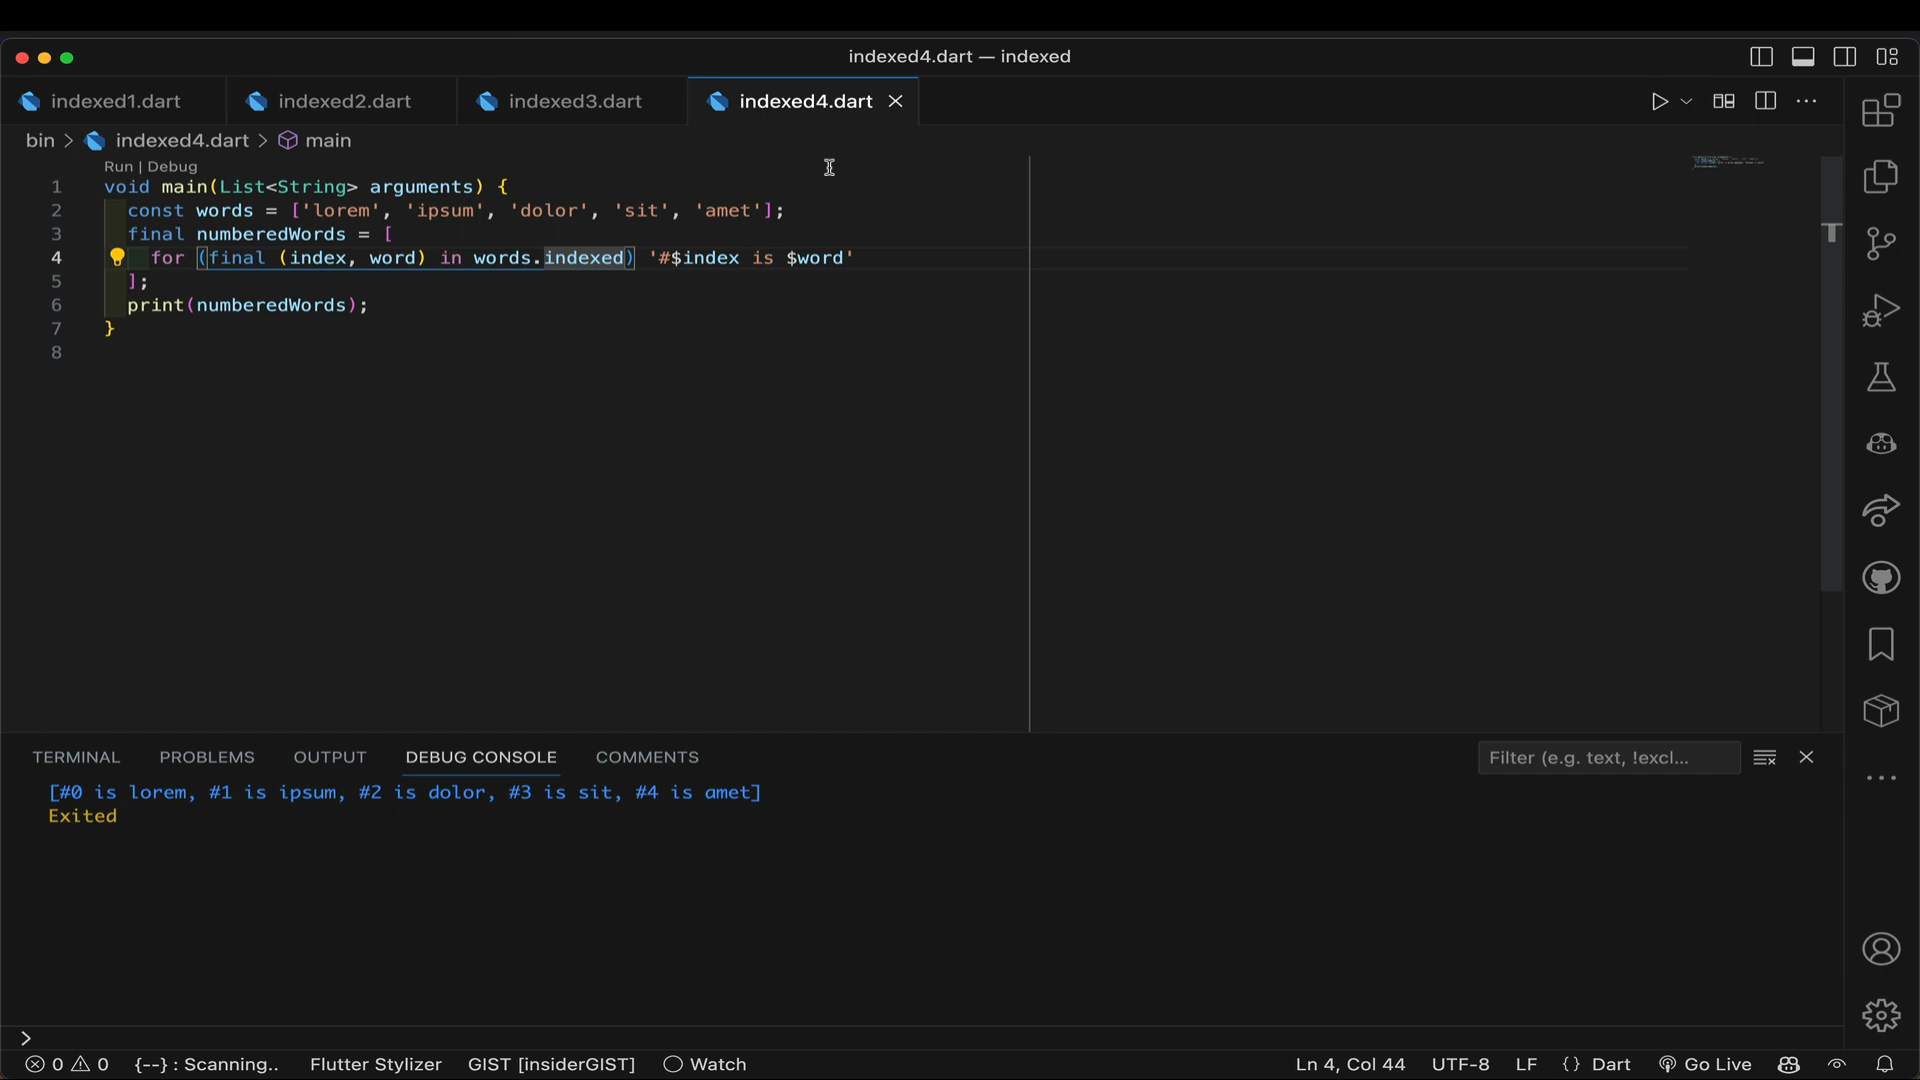 indexed4.dart — indexed
indexed1.dart
indexed2.dart
indexed3.dart
indexed4.dart
bin > indexed4.dart > main
Run | Debug
1 void main(List<String> arguments) {
2 const words = ['lorem', 'ipsum', 'dolor', 'sit', 'amet'];
3 final numberedWords = [
4 for (final (index, word) in words.indexed) '#$index is $word'
5 ];
6 print(numberedWords);
7 }
8
TERMINAL PROBLEMS OUTPUT DEBUG CONSOLE COMMENTS
Filter (e.g. text, !excl...
[#0 is lorem, #1 is ipsum, #2 is dolor, #3 is sit, #4 is amet]
Exited
>
0 0 {--} : Scanning.. Flutter Stylizer GIST [insiderGIST] Watch Ln 4, Col 44 UTF-8 LF {} Dart Go Live